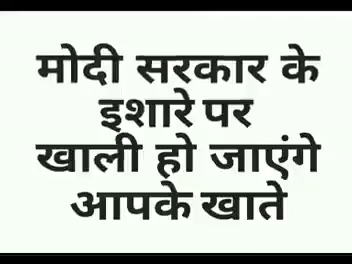 मोदी सरकार के
इशारे पर
खाली हो जाएंगे
आपके खाते